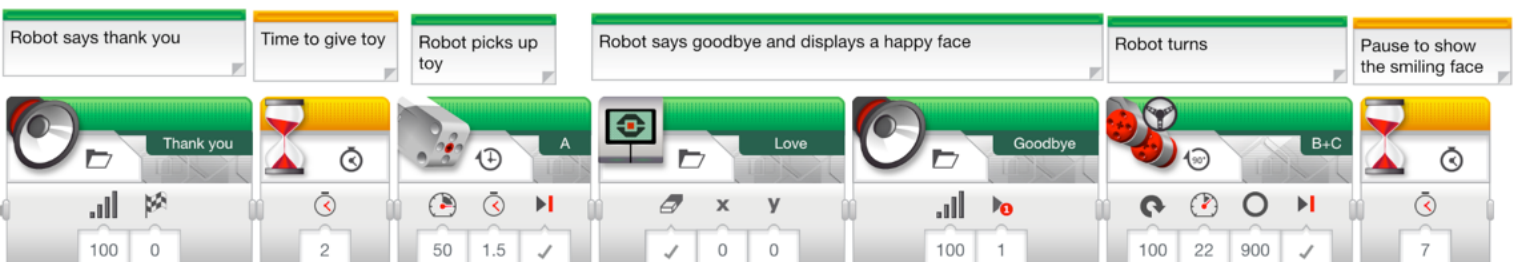 Robot says thank you
Time to give toy
Robot picks up
toy
Robot says goodbye and displays a happy face
Robot turns
Pause to show
the smiling face
Thank you
A
Love
Goodbye
90°
B+C
x y
1
100 0
2
50 1.5
0 0
100 1
100 22 900
7